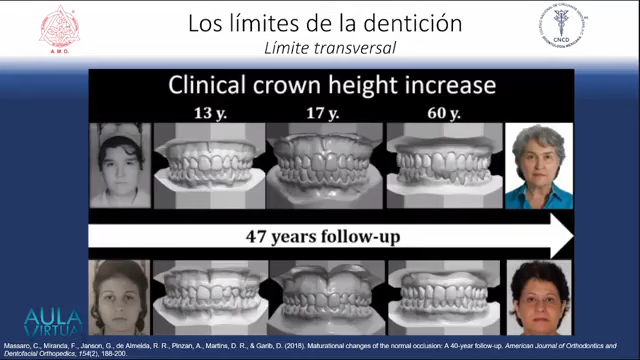 Los límites de la dentición
Límite transversal
A.M.O.
CNCD
Clinical crown height increase
13 y. 17 y. 60 y.
47 years follow-up
AULA
VIRTUAL
Massaro, C., Miranda, F., Janson, G., de Almeida, R. R., Pinzan, A., Martins, D. R., & Garib, D. (2018). Maturational changes of the normal occlusion: A 40-year follow-up. American Journal of Orthodontics and
Dentofacial Orthopedics, 154(2), 188-200.